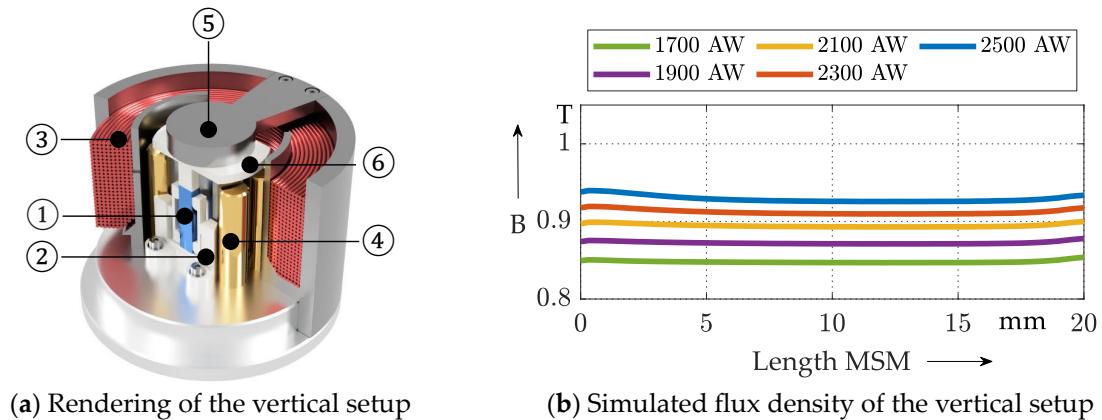 ⑤
③
⑥
①
②
④
(a) Rendering of the vertical setup
1700 AW 2100 AW 2500 AW
1900 AW 2300 AW
T
1
B
0.9
0.8
0 5 10 15 mm 20
Length MSM
(b) Simulated flux density of the vertical setup